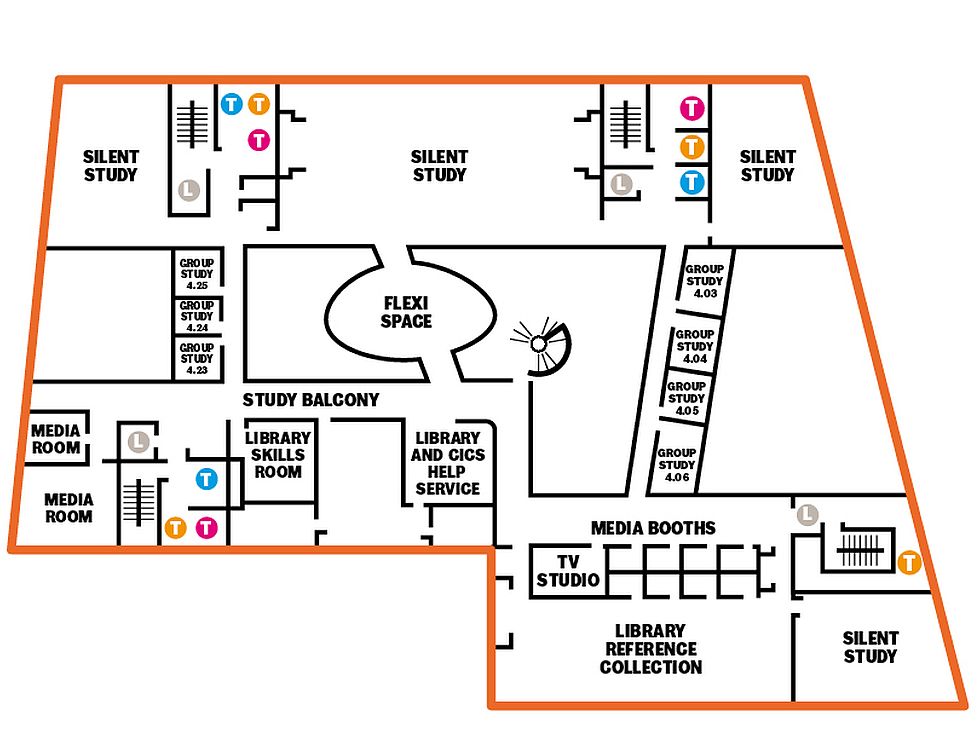 T T
T
T
T
T
L
L
SILENT
STUDY
SILENT
STUDY
SILENT
STUDY
GROUP
STUDY
4.25
GROUP
STUDY
4.24
GROUP
STUDY
4.23
FLEXI
SPACE
GROUP
STUDY
4.03
GROUP
STUDY
4.04
GROUP
STUDY
4.05
GROUP
STUDY
4.06
STUDY BALCONY
MEDIA
ROOM
L
LIBRARY
SKILLS
ROOM
LIBRARY
AND CICS
HELP
SERVICE
MEDIA
ROOM
T
T T
MEDIA BOOTHS
L
T
TV
STUDIO
LIBRARY
REFERENCE
COLLECTION
SILENT
STUDY